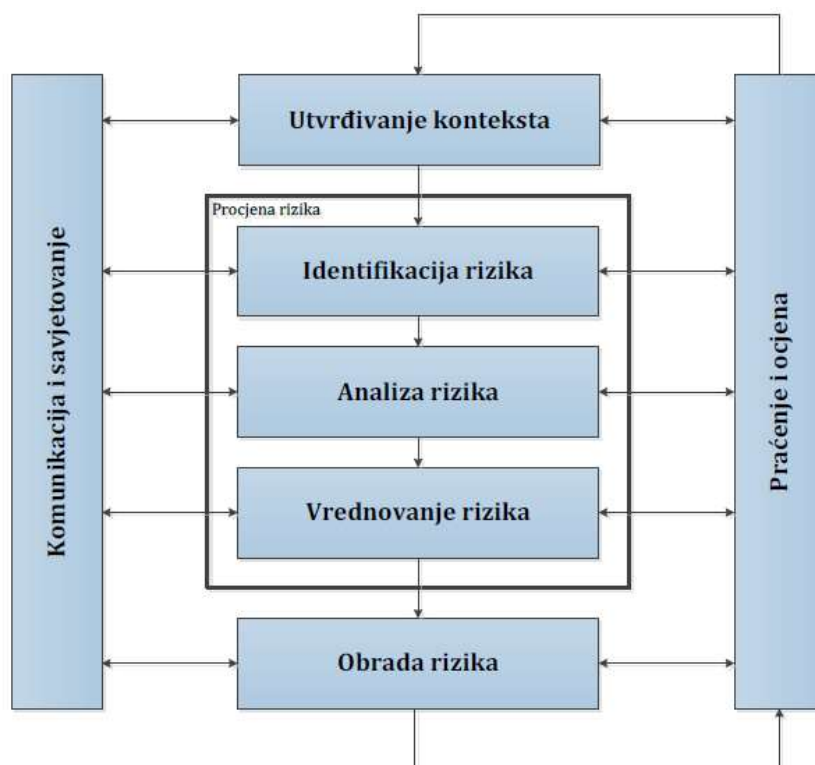 Utvrđivanje konteksta
Procjena rizika
Identifikacija rizika
Analiza rizika
Vrednovanje rizika
Obrada rizika
Komunikacija i savjetovanje
Praćenje i ocjena